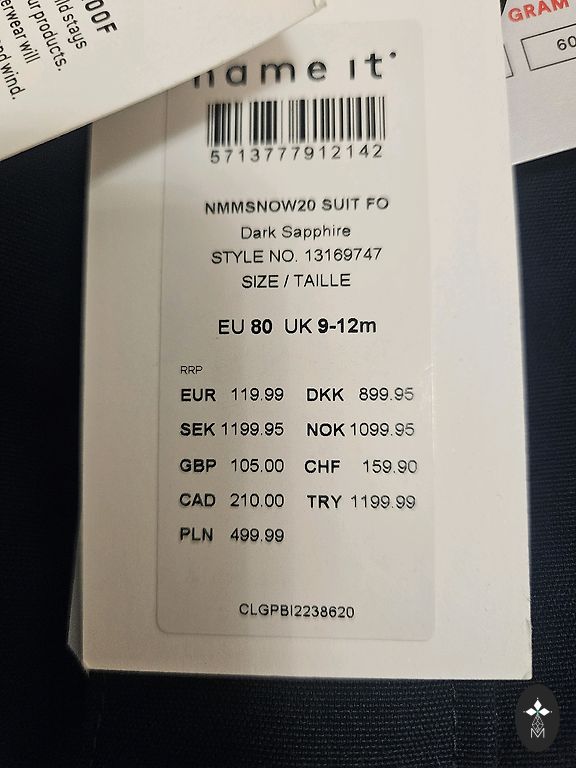 OOF
ild stays
ur products.
erwear will
nd wind.
GRAM
60
name it
5713777912142
NMMSNOW20 SUIT FO
Dark Sapphire
STYLE NO. 13169747
SIZE / TAILLE
EU 80 UK 9-12m
RRP
EUR 119.99 DKK 899.95
SEK 1199.95 NOK 1099.95
GBP 105.00 CHF 159.90
CAD 210.00 TRY 1199.99
PLN 499.99
CLGPBI2238620
M